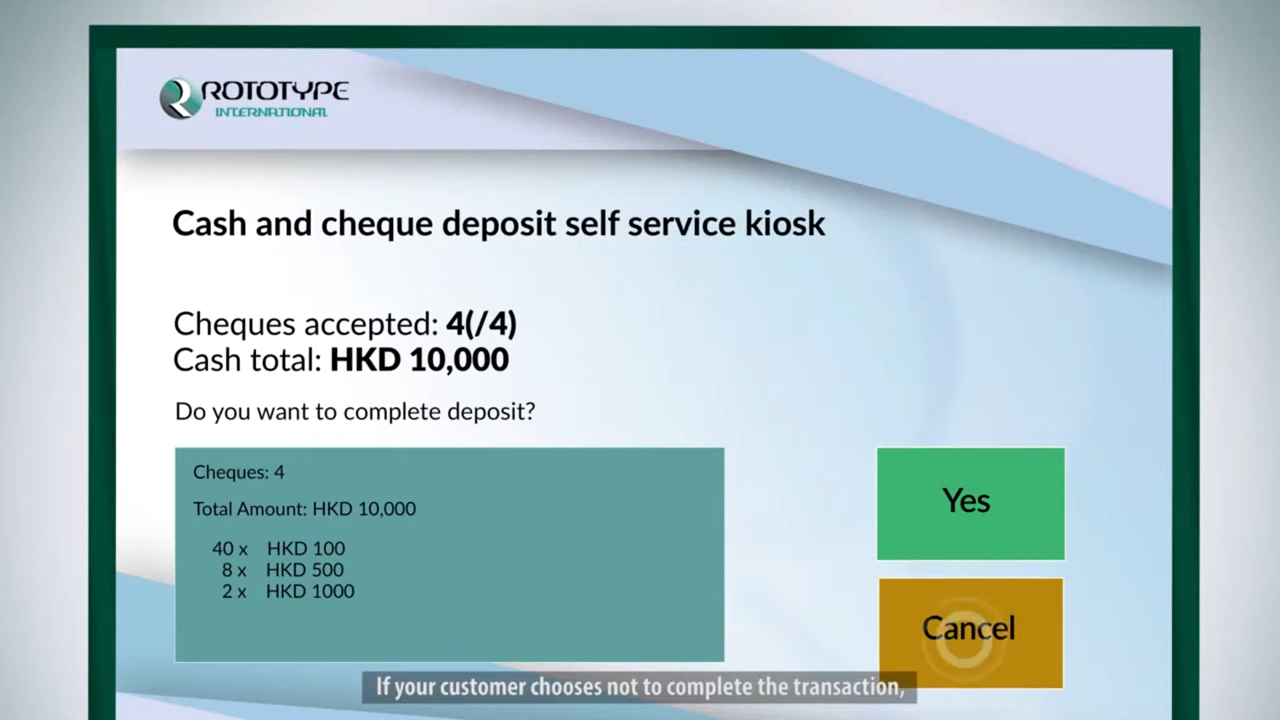 ROTOTYPE
INTERNATIONAL
Cash and cheque deposit self service kiosk
Cheques accepted: 4(/4)
Cash total: HKD 10,000
Do you want to complete deposit?
Cheques: 4
Total Amount: HKD 10,000
40 x HKD 100
8 x HKD 500
2 x HKD 1000
Yes
Cancel
If your customer chooses not to complete the transaction,